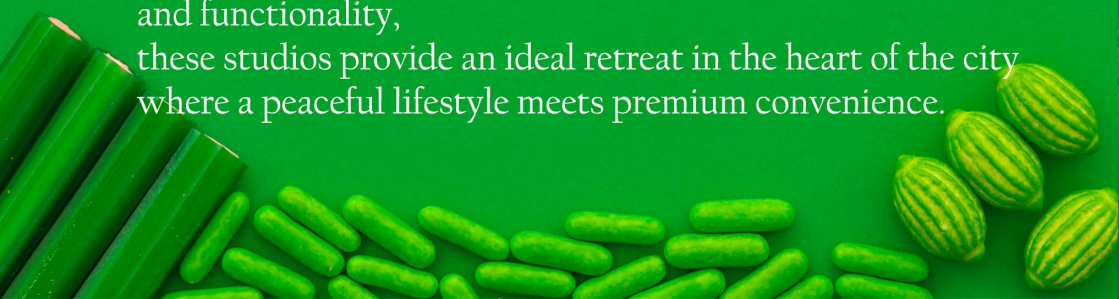 and functionality,
these studios provide an ideal retreat in the heart of the city
where a peaceful lifestyle meets premium convenience.